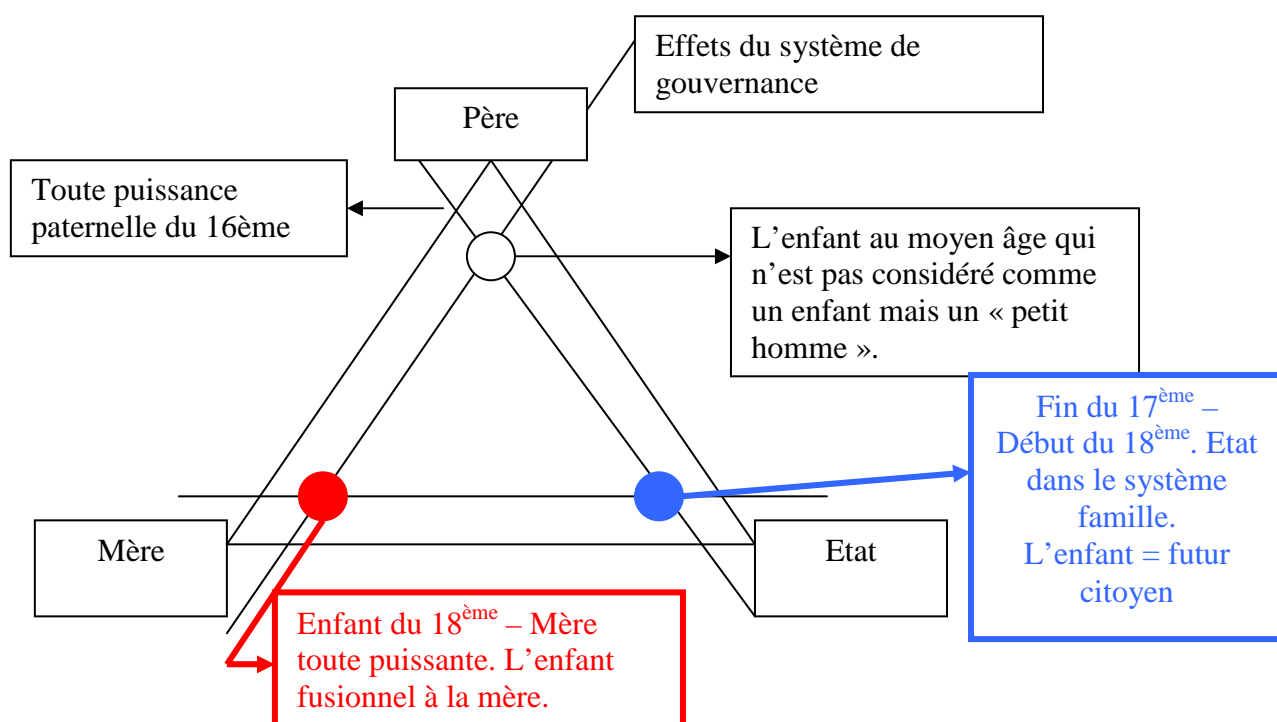 Effets du système de
gouvernance
Père
Toute puissance
paternelle du 16ème
L’enfant au moyen âge qui
n’est pas considéré comme
un enfant mais un « petit
homme ».
Fin du 17ème –
Début du 18ème. Etat
dans le système
famille.
L’enfant = futur
citoyen
Mère
Etat
Enfant du 18ème – Mère
toute puissante. L’enfant
fusionnel à la mère.